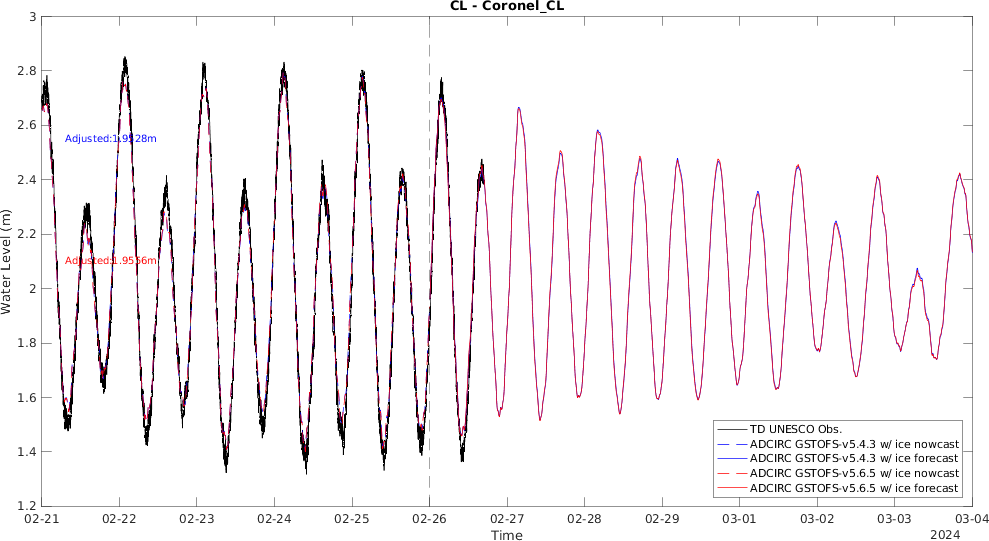 CL - Coronel_CL
3
2.8
2.6
2.4
2.2
2
1.8
1.6
1.4
1.2
Water Level (m)
Adjusted:1.9528m
Adjusted:1.9556m
TD UNESCO Obs.
ADCIRC GSTOFS-v5.4.3 w/ ice nowcast
ADCIRC GSTOFS-v5.4.3 w/ ice forecast
ADCIRC GSTOFS-v5.6.5 w/ ice nowcast
ADCIRC GSTOFS-v5.6.5 w/ ice forecast
02-21 02-22 02-23 02-24 02-25 02-26 02-27 02-28 02-29 03-01 03-02 03-03 03-04
Time
2024